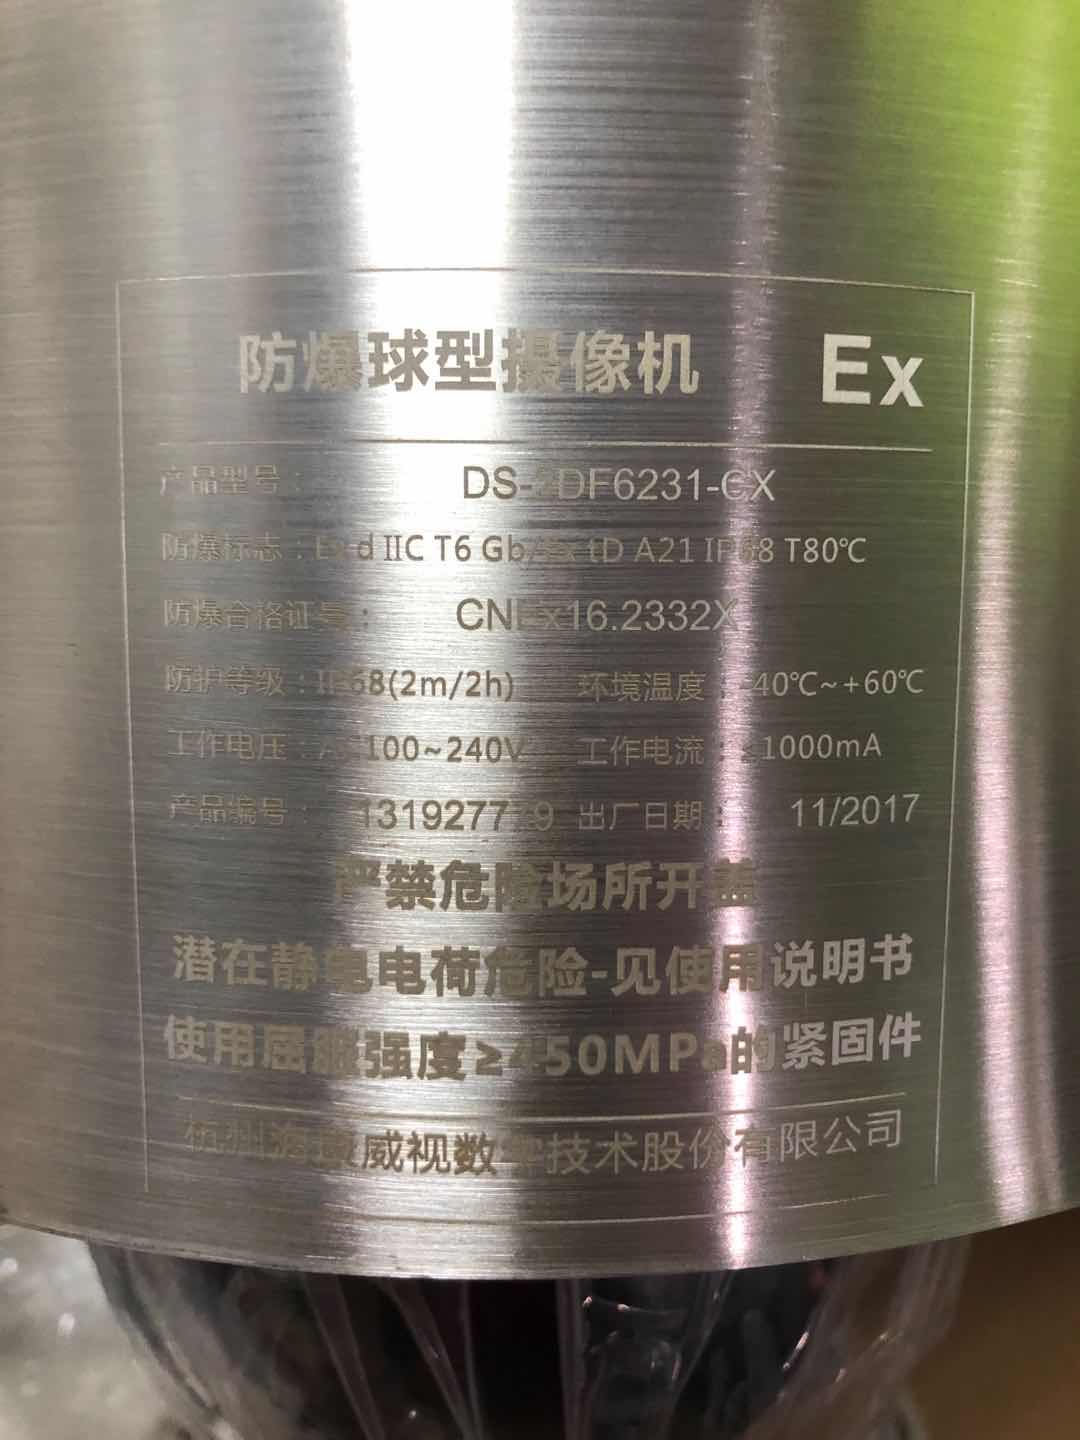 防爆球型摄像机 Ex
产品型号: DS-2DF6231-CX
防爆标志:Ex d IIC T6 Gb/Ex tD A21 IP68 T80℃
防爆合格证号: CNEx16.2332X
防护等级:IP68(2m/2h) 环境温度:-40℃~+60℃
工作电压:AC100~240V 工作电流: 1000mA
产品编号: 出厂日期: 11/2017
严禁危险场所开盖
潜在静电电荷危险-见使用说明书
使用屈服强度≥450MPa的紧固件
杭州海康威视数字技术股份有限公司